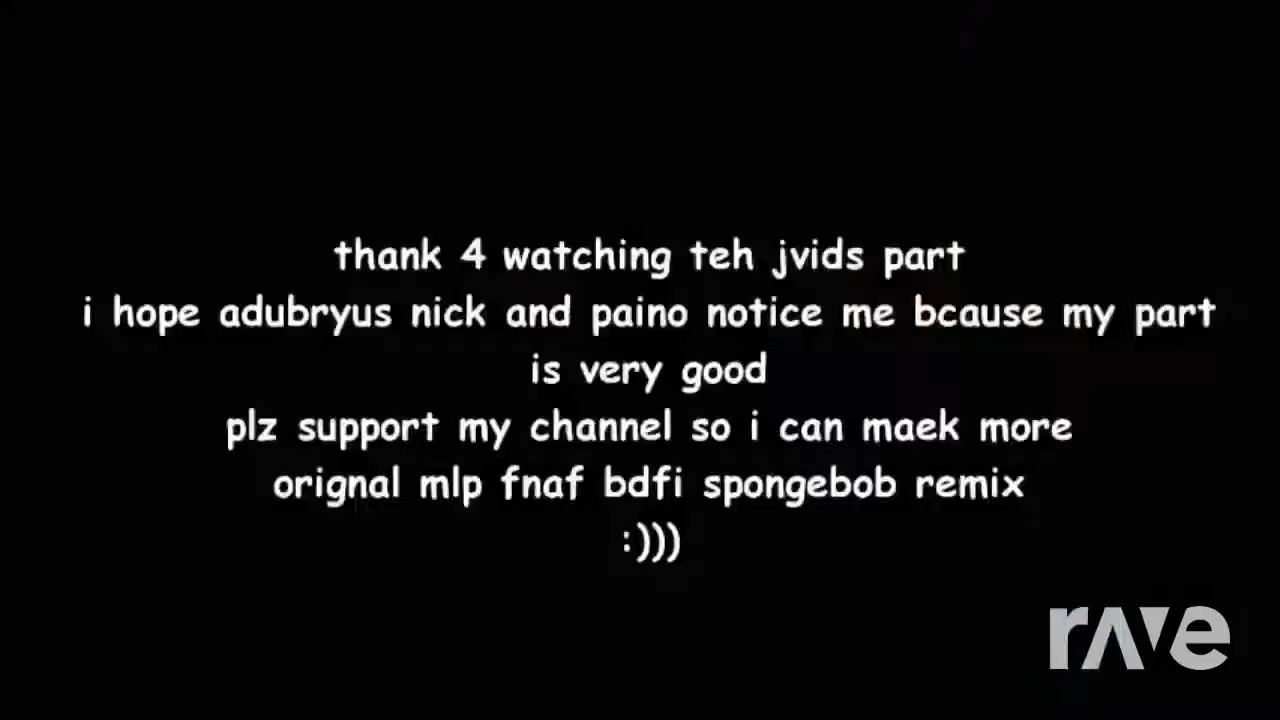 thank 4 watching teh jvids part
i hope adubryus nick and paino notice me bcause my part
is very good
plz support my channel so i can maek more
orignal mlp fnaf bdfi spongebob remix
:)))
rave